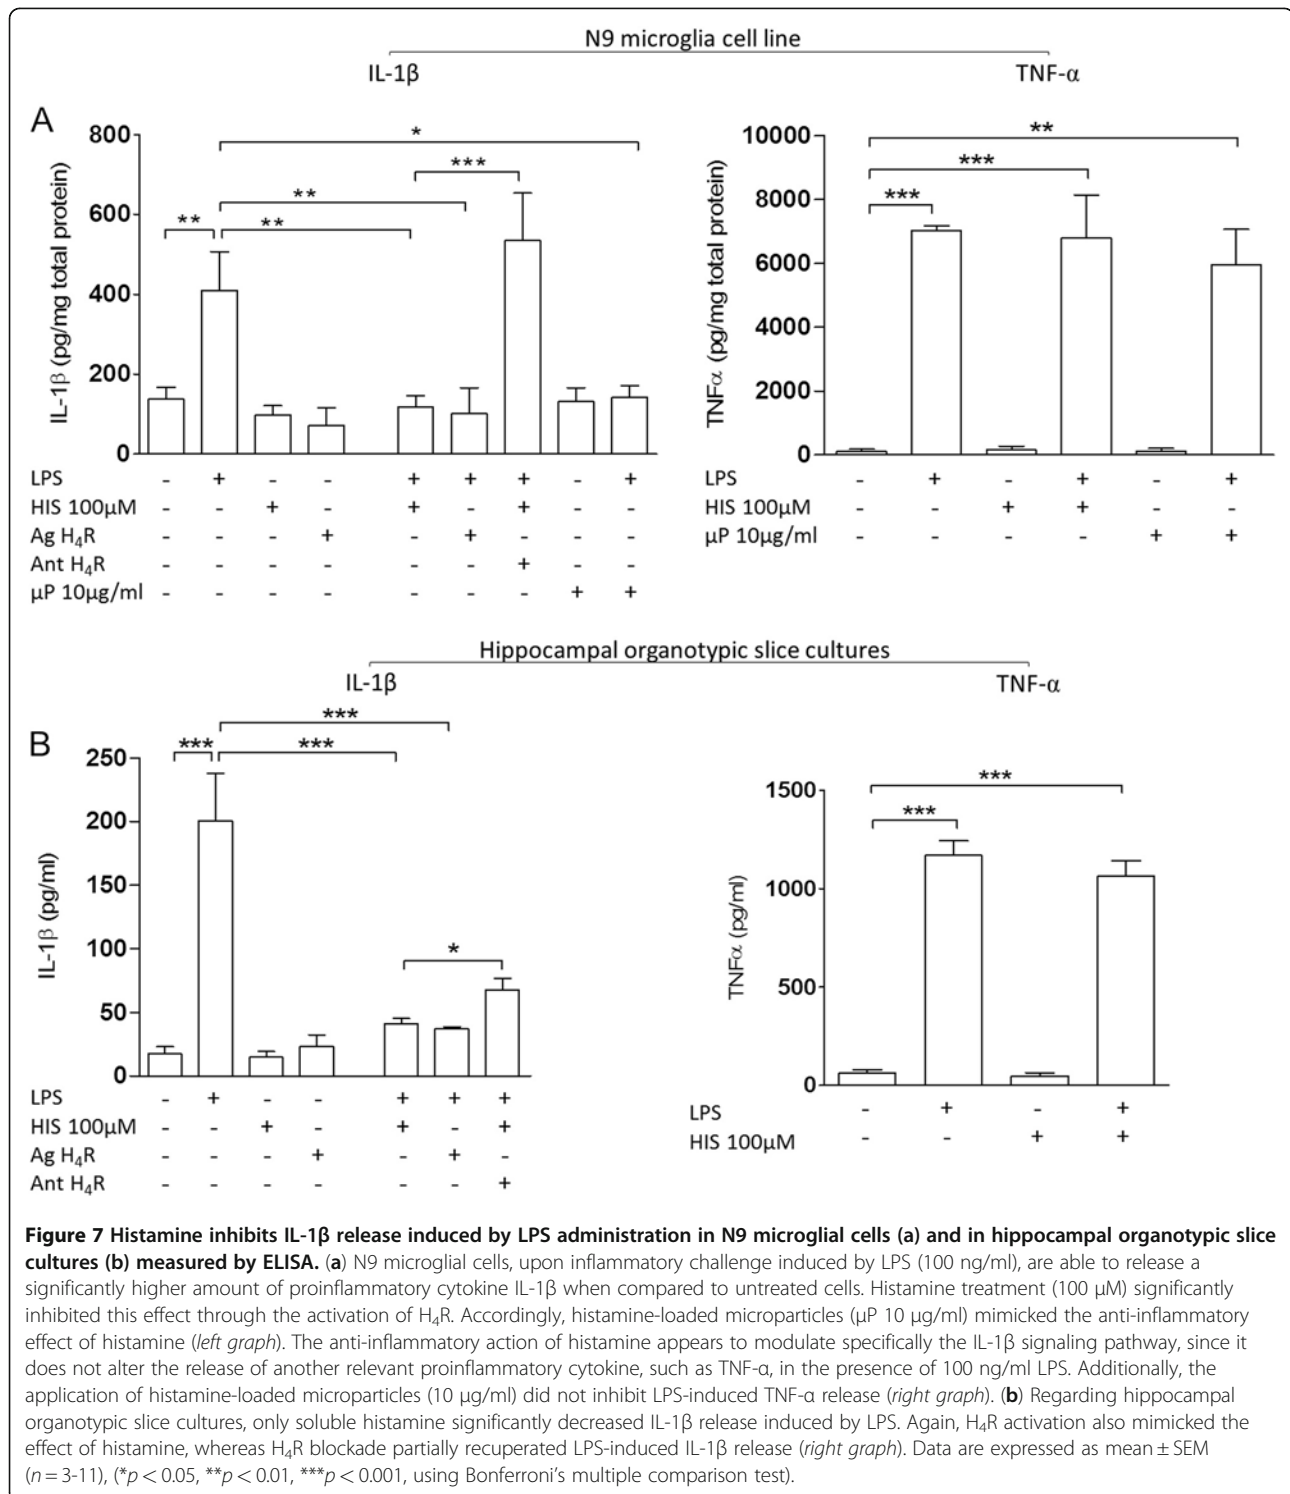 N9 microglia cell line
IL-1β
TNF-α
A
800
600
400
200
0
IL-1β (pg/mg total protein)
**
**
**
*
***
LPS - + - - + + + - +
HIS 100µM - - + - + - + - -
Ag H₄R - - - + - + - - -
Ant H₄R - - - - - - + - -
µP 10µg/ml - - - - - - - + +
10000
8000
6000
4000
2000
0
TNFα (pg/mg total protein)
***
***
**
LPS - + - + - +
HIS 100µM - - + + - -
µP 10µg/ml - - - - + +
Hippocampal organotypic slice cultures
IL-1β
TNF-α
B
250
200
150
100
50
0
IL-1β (pg/ml)
***
***
***
*
LPS - + - - + + +
HIS 100µM - - + - + - +
Ag H₄R - - - + - + -
Ant H₄R - - - - - - +
1500
1000
500
0
TNFα (pg/ml)
***
***
LPS - + - +
HIS 100µM - - + +
Figure 7 Histamine inhibits IL-1β release induced by LPS administration in N9 microglial cells (a) and in hippocampal organotypic slice
cultures (b) measured by ELISA. (a) N9 microglial cells, upon inflammatory challenge induced by LPS (100 ng/ml), are able to release a
significantly higher amount of proinflammatory cytokine IL-1β when compared to untreated cells. Histamine treatment (100 µM) significantly
inhibited this effect through the activation of H₄R. Accordingly, histamine-loaded microparticles (µP 10 µg/ml) mimicked the anti-inflammatory
effect of histamine (left graph). The anti-inflammatory action of histamine appears to modulate specifically the IL-1β signaling pathway, since it
does not alter the release of another relevant proinflammatory cytokine, such as TNF-α, in the presence of 100 ng/ml LPS. Additionally, the
application of histamine-loaded microparticles (10 µg/ml) did not inhibit LPS-induced TNF-α release (right graph). (b) Regarding hippocampal
organotypic slice cultures, only soluble histamine significantly decreased IL-1β release induced by LPS. Again, H₄R activation also mimicked the
effect of histamine, whereas H₄R blockade partially recuperated LPS-induced IL-1β release (right graph). Data are expressed as mean ± SEM
(n = 3-11), (*p < 0.05, **p < 0.01, ***p < 0.001, using Bonferroni's multiple comparison test).